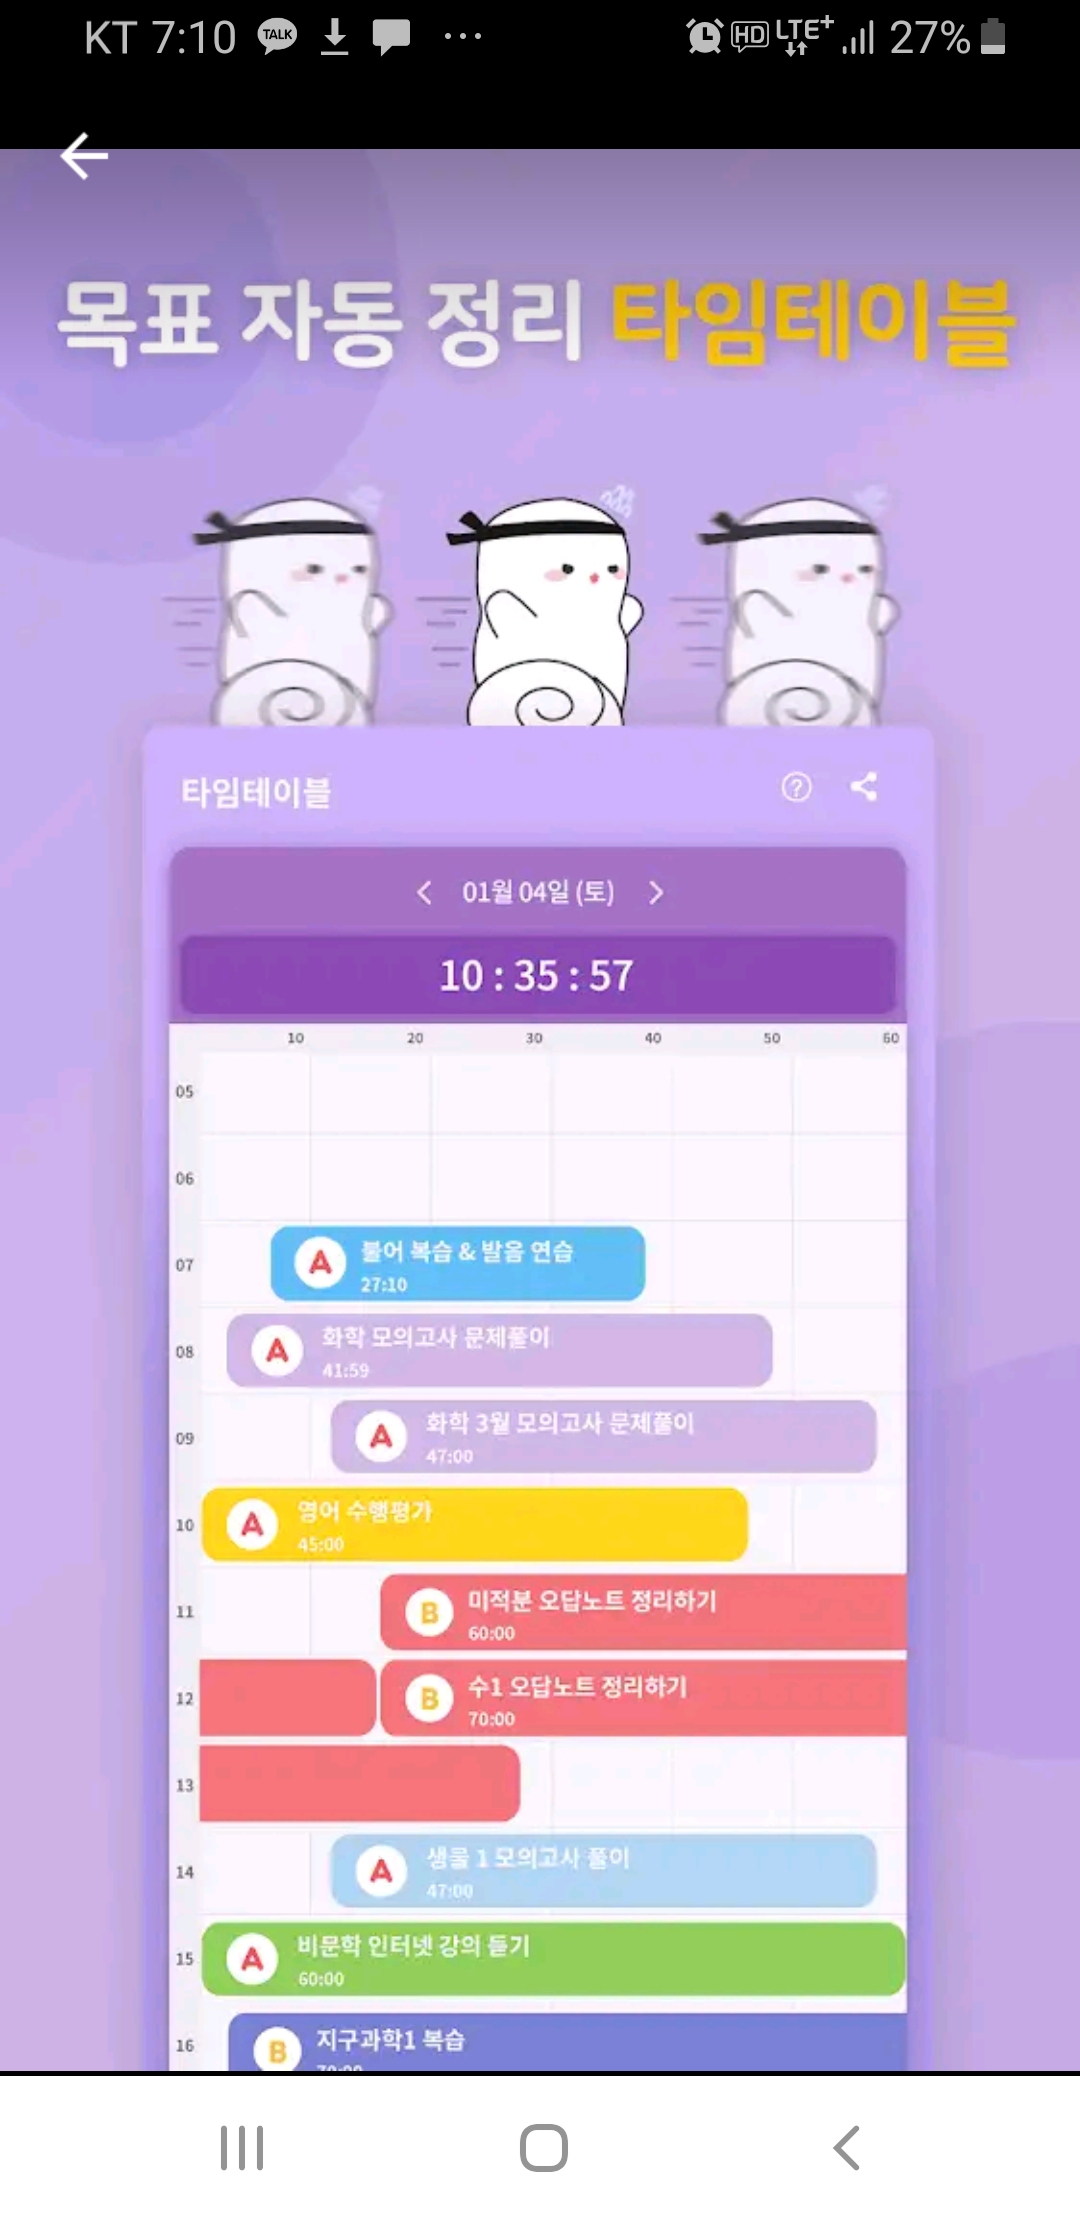 KT 7:10 TALK ... HD LTE+ 27%
목표 자동 정리 타임테이블
타임테이블 ?
01월 04일 (토)
10 : 35 : 57
10 20 30 40 50 60
05
06
07 A 불어 복습 & 발음 연습
27:10
08 A 화학 모의고사 문제풀이
41:59
09 A 화학 3월 모의고사 문제풀이
47:00
10 A 영어 수행평가
45:00
11 B 미적분 오답노트 정리하기
60:00
12 B 수1 오답노트 정리하기
70:00
13
14 A 생물 1 모의고사 풀이
47:00
15 A 비문학 인터넷 강의 듣기
60:00
16 B 지구과학1 복습